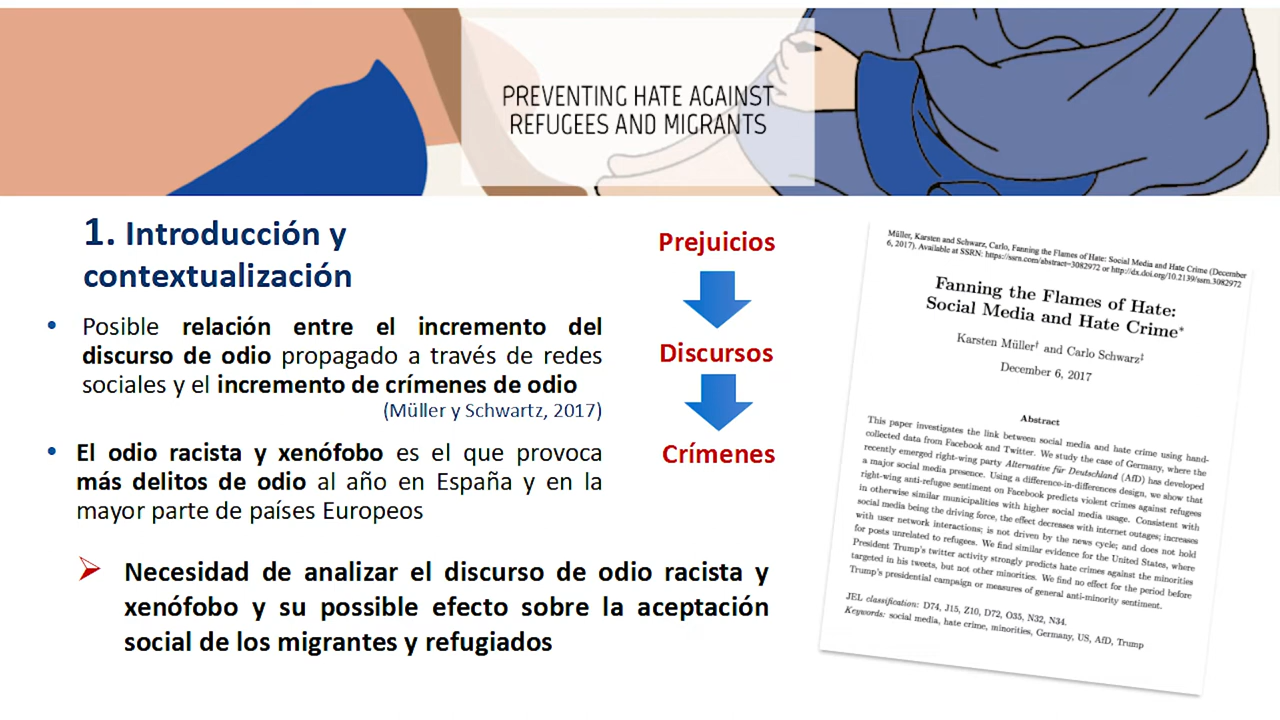 PREVENTING HATE AGAINST
REFUGEES AND MIGRANTS
1. Introducción y
contextualización
• Posible relación entre el incremento del
discurso de odio propagado a través de redes
sociales y el incremento de crímenes de odio
(Müller y Schwartz, 2017)
• El odio racista y xenófobo es el que provoca
más delitos de odio al año en España y en la
mayor parte de países Europeos
➢ Necesidad de analizar el discurso de odio racista y
xenófobo y su possible efecto sobre la aceptación
social de los migrantes y refugiados
Prejuicios
Discursos
Crímenes
Müller, Karsten and Schwarz, Carlo, Fanning the Flames of Hate: Social Media and Hate Crime (December
6, 2017). Available at SSRN: https://ssrn.com/abstract=3082972 or http://dx.doi.org/10.2139/ssrn.3082972
Fanning the Flames of Hate:
Social Media and Hate Crime*
Karsten Müller† and Carlo Schwarz‡
December 6, 2017
Abstract
This paper investigates the link between social media and hate crime using hand-
collected data from Facebook and Twitter. We study the case of Germany, where the
recently emerged right-wing party Alternative für Deutschland (AfD) has developed
a major social media presence. Using a difference-in-differences design, we show that
right-wing anti-refugee sentiment on Facebook predicts violent crimes against refugees
in otherwise similar municipalities with higher social media usage. Consistent with
social media being the driving force, the effect decreases with internet outages; increases
with user network interactions; is not driven by the news cycle; and does not hold
for posts unrelated to refugees. We find similar evidence for the United States, where
President Trump's twitter activity strongly predicts hate crimes against the minorities
targeted in his tweets, but not other minorities. We find no effect for the period before
Trump's presidential campaign or measures of general anti-minority sentiment.
JEL classification: D74, J15, Z10, D72, O35, N32, N34.
Keywords: social media, hate crime, minorities, Germany, US, AfD, Trump